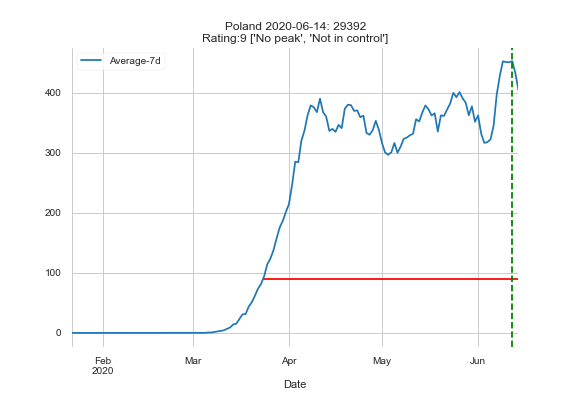 Poland 2020-06-14: 29392
Rating:9 ['No peak', 'Not in control']
Average-7d
400
300
200
100
0
Feb Mar Apr May Jun
2020
Date